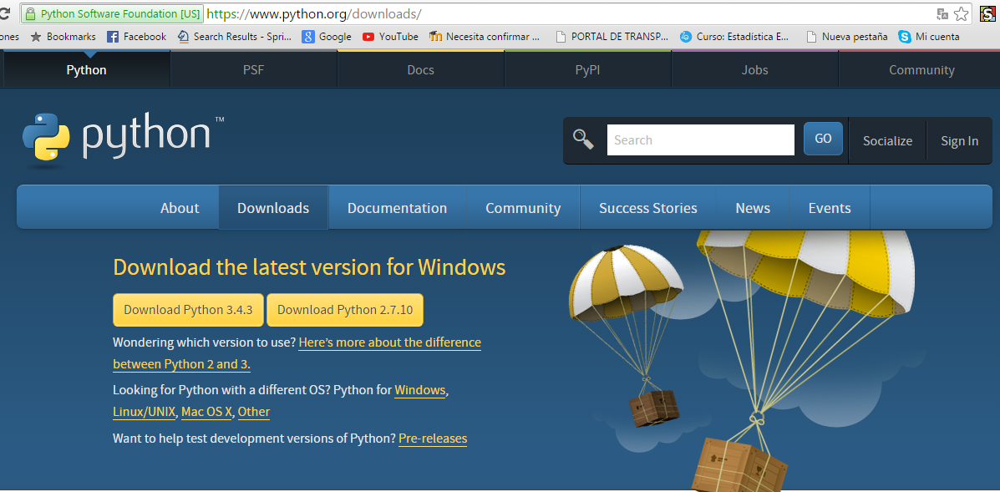 Python Software Foundation [US] https://www.python.org/downloads/
ones Bookmarks Facebook Search Results - Spri... Google YouTube Necesita confirmar ... PORTAL DE TRANSP... Curso: Estadística E... Nueva pestaña Mi cuenta
Python PSF Docs PyPI Jobs Community
python™
Search GO Socialize Sign In
About Downloads Documentation Community Success Stories News Events
Download the latest version for Windows
Download Python 3.4.3 Download Python 2.7.10
Wondering which version to use? Here's more about the difference
between Python 2 and 3.
Looking for Python with a different OS? Python for Windows,
Linux/UNIX, Mac OS X, Other
Want to help test development versions of Python? Pre-releases